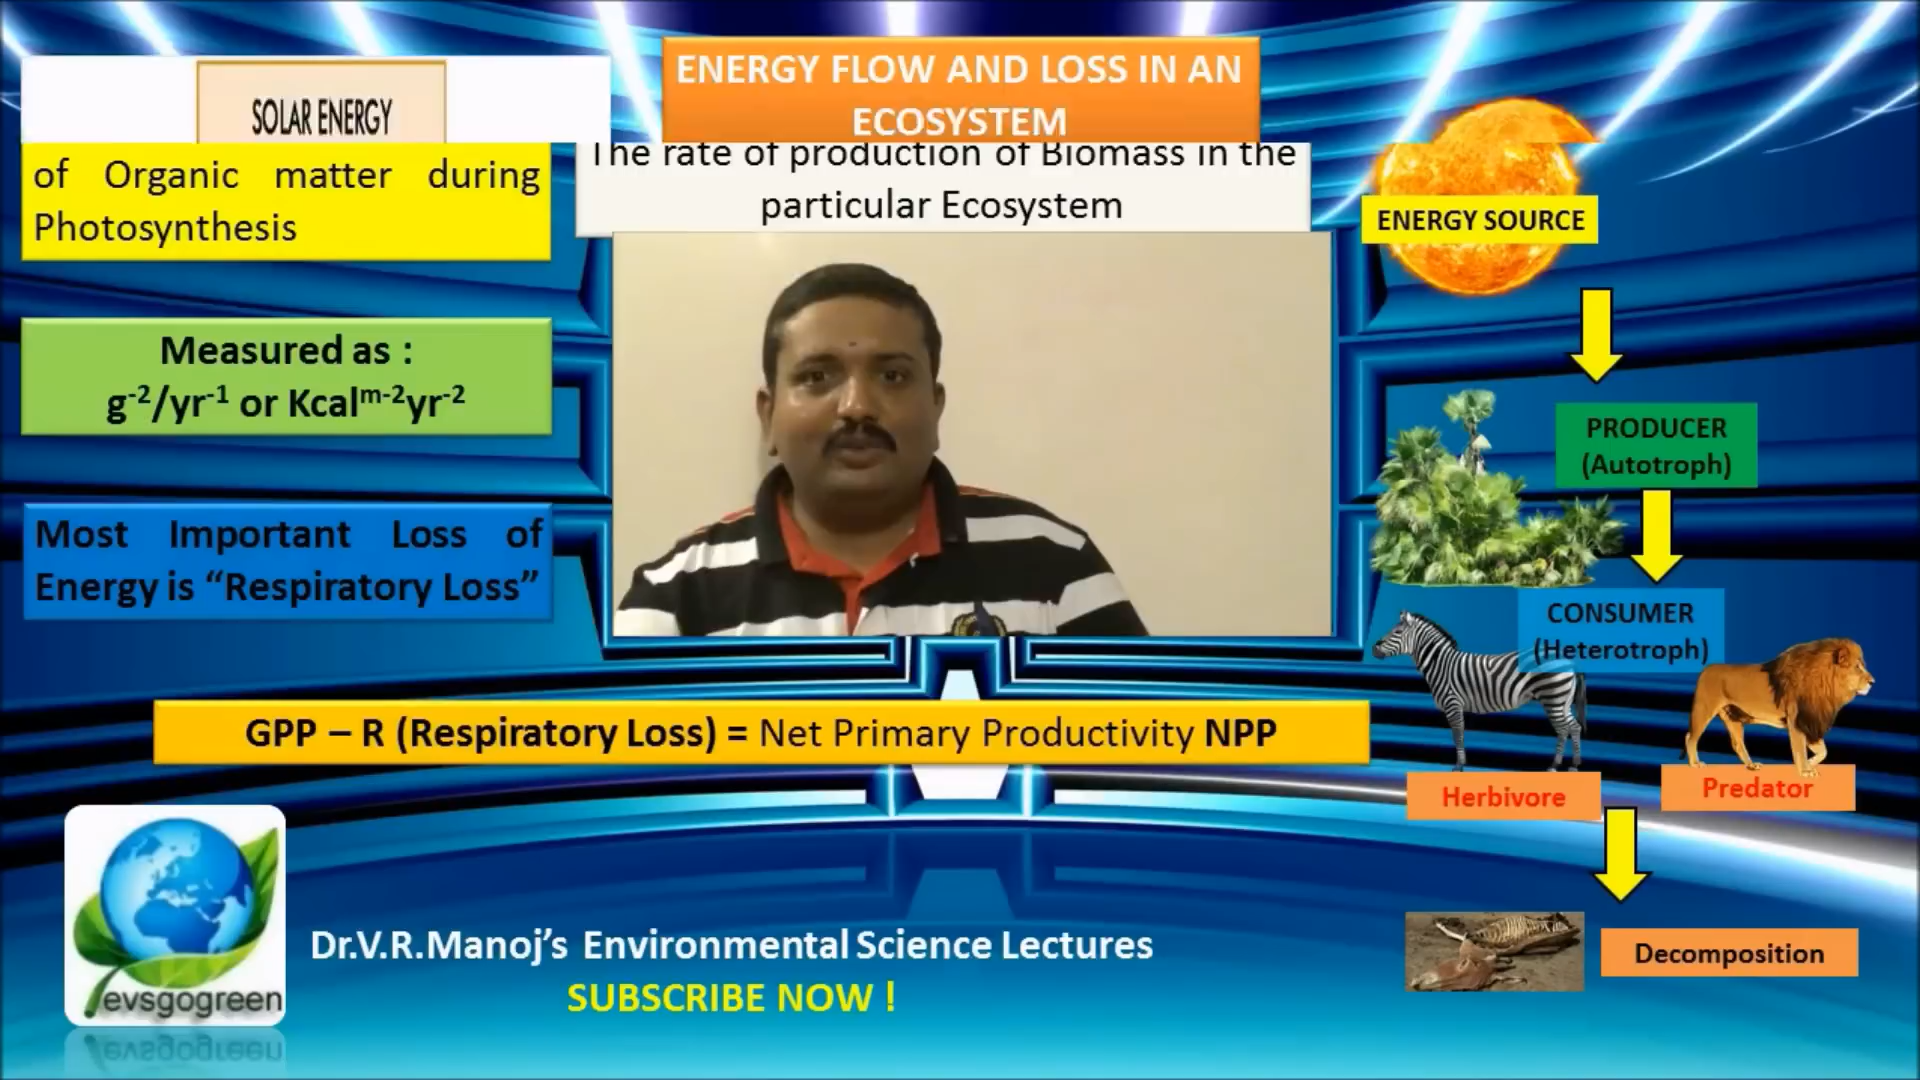 ENERGY FLOW AND LOSS IN AN
ECOSYSTEM
SOLAR ENERGY
of Organic matter during
Photosynthesis
The rate of production of Biomass in the
particular Ecosystem
ENERGY SOURCE
Measured as :
g⁻²/yr⁻¹ or Kcalᵐ⁻²yr⁻²
PRODUCER
(Autotroph)
Most Important Loss of
Energy is “Respiratory Loss”
CONSUMER
(Heterotroph)
GPP – R (Respiratory Loss) = Net Primary Productivity NPP
Herbivore
Predator
evsgogreen
Dr.V.R.Manoj’s Environmental Science Lectures
SUBSCRIBE NOW !
Decomposition